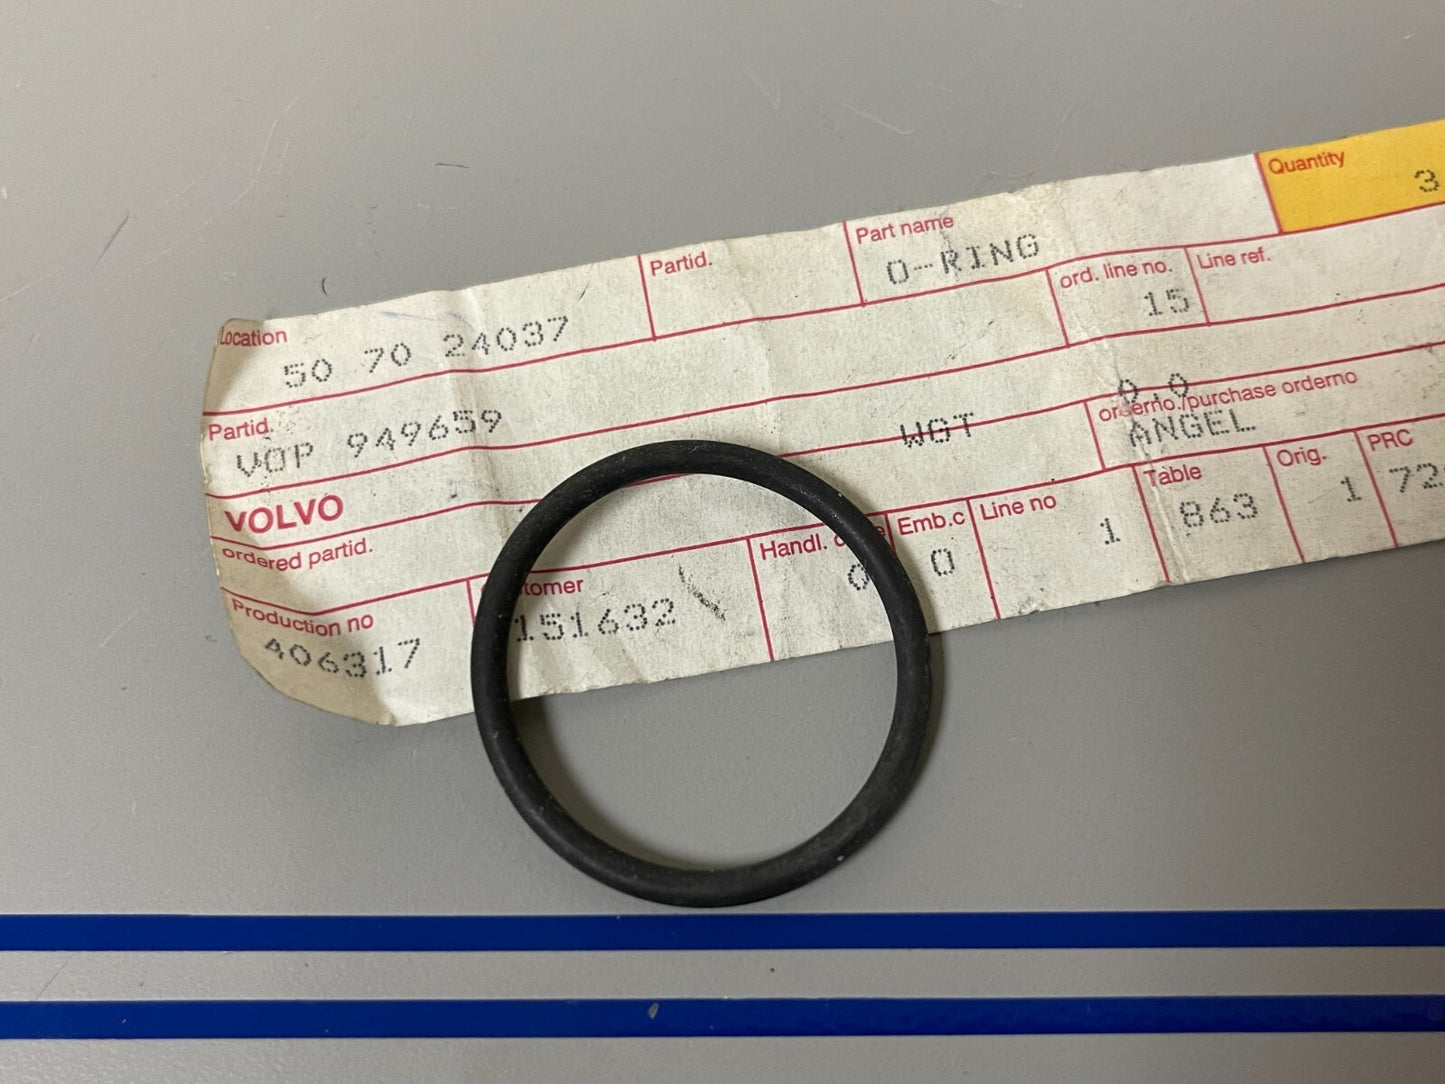 Location
50 70 24037
Partid.
Part name
O-RING
Quantity
3
Partid.
VOP 949659
ord. line no.
15
Line ref.
VOLVO
WGT
0.0
orderno./purchase orderno
ANGEL
ordered partid.
Production no
406317
151632
Handl.
0
Emb.c
0
Line no
1
Table
863
Orig.
1
PRC
72